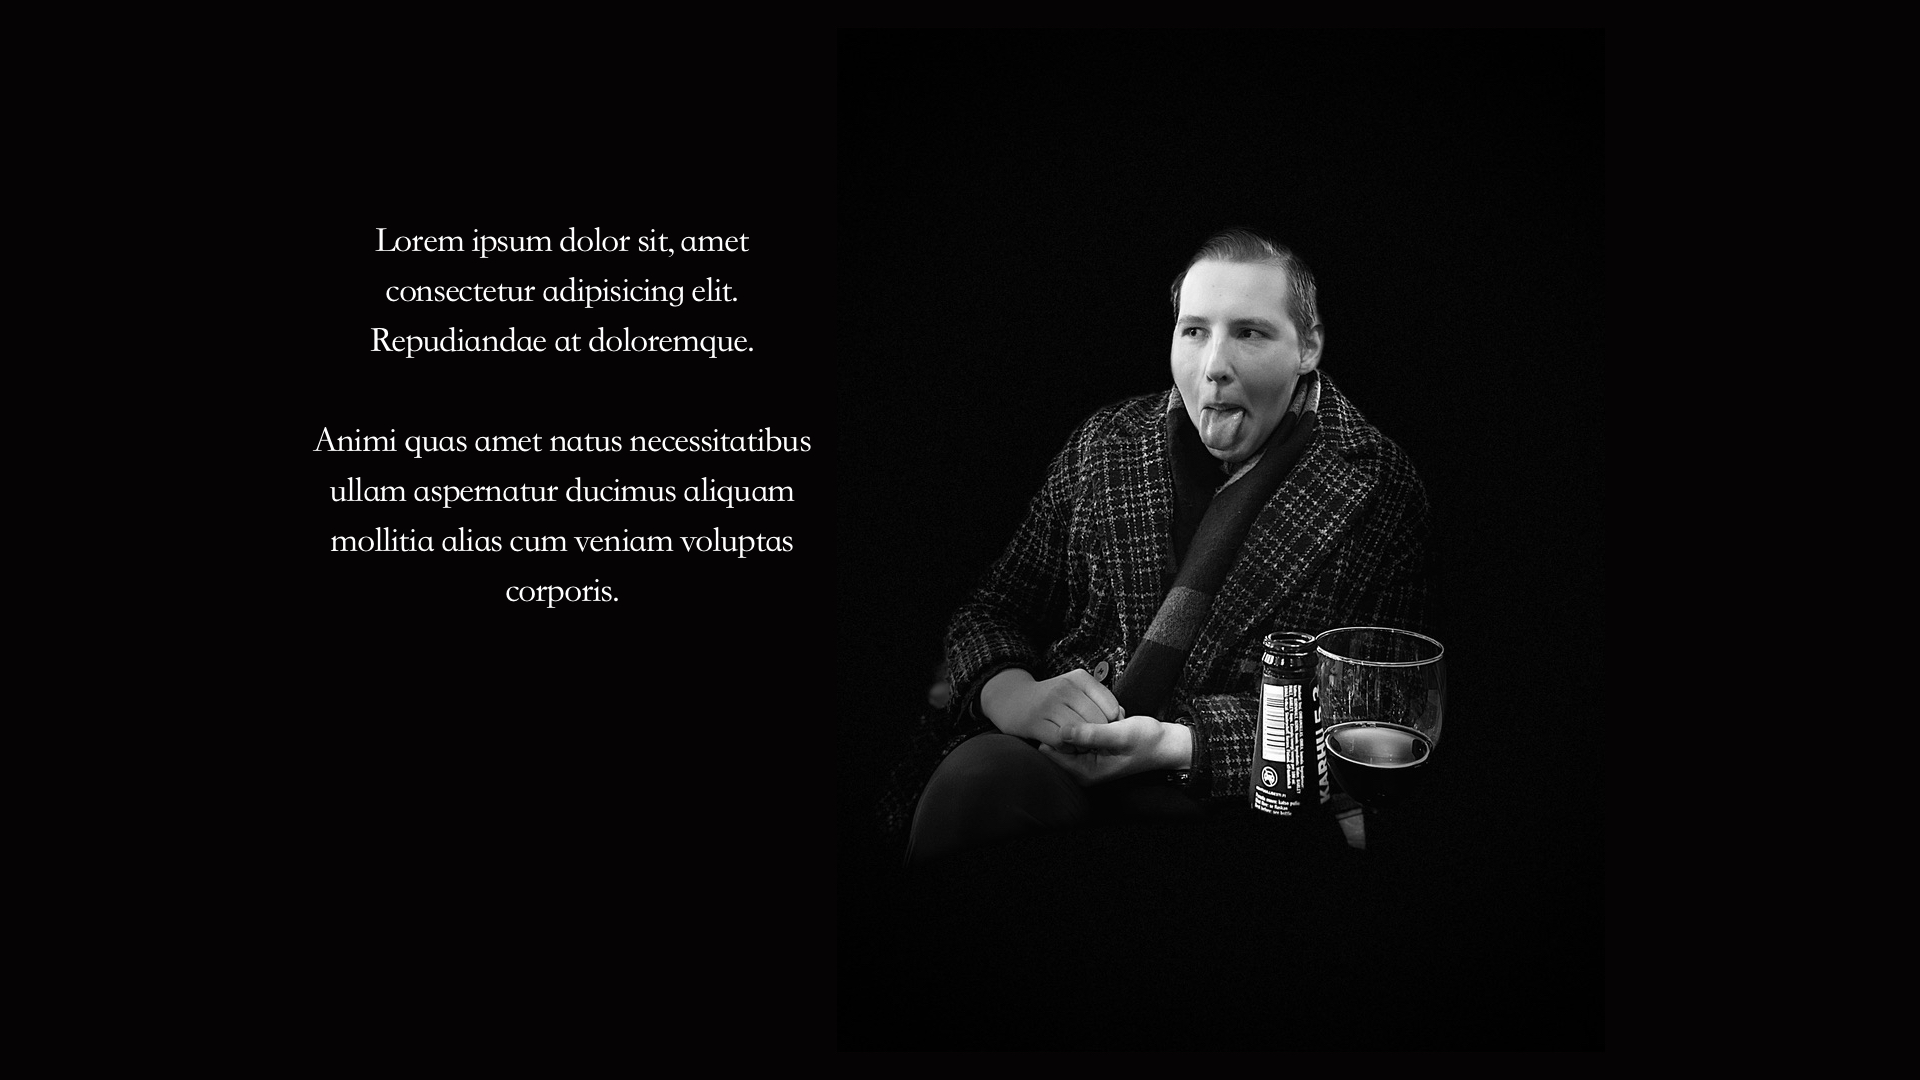 Lorem ipsum dolor sit, amet
consectetur adipisicing elit.
Repudiandae at doloremque.
Animi quas amet natus necessitatibus
ullam aspernatur ducimus aliquam
mollitia alias cum veniam voluptas
corporis.
KARHU